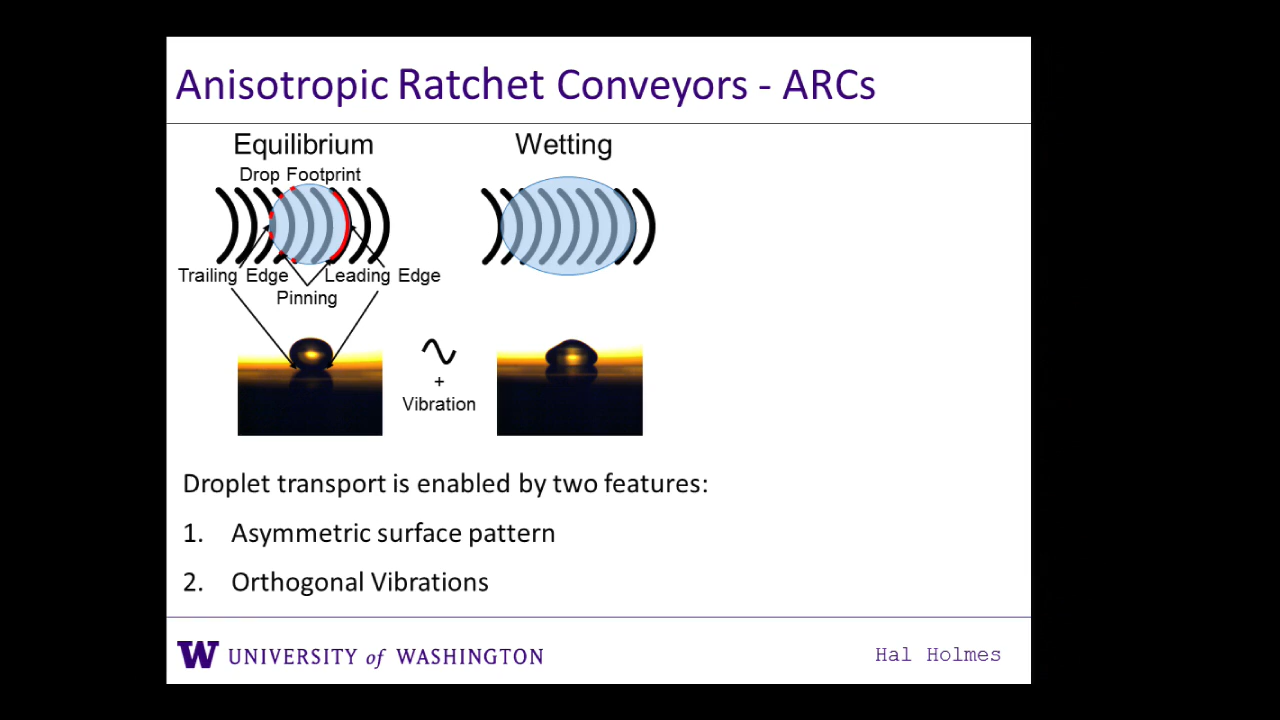 Anisotropic Ratchet Conveyors - ARCs
Equilibrium
Wetting
Drop Footprint
Trailing Edge
Leading Edge
Pinning
+
Vibration
Droplet transport is enabled by two features:
1. Asymmetric surface pattern
2. Orthogonal Vibrations
W UNIVERSITY of WASHINGTON
Hal Holmes